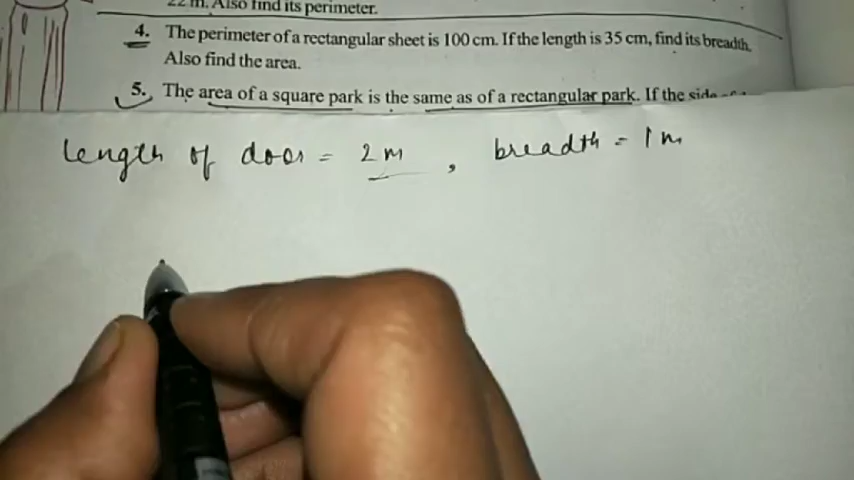 22 m. Also find its perimeter.
4. The perimeter of a rectangular sheet is 100 cm. If the length is 35 cm, find its breadth.
Also find the area.
5. The area of a square park is the same as of a rectangular park. If the side
length of door = 2 m , breadth = 1 m